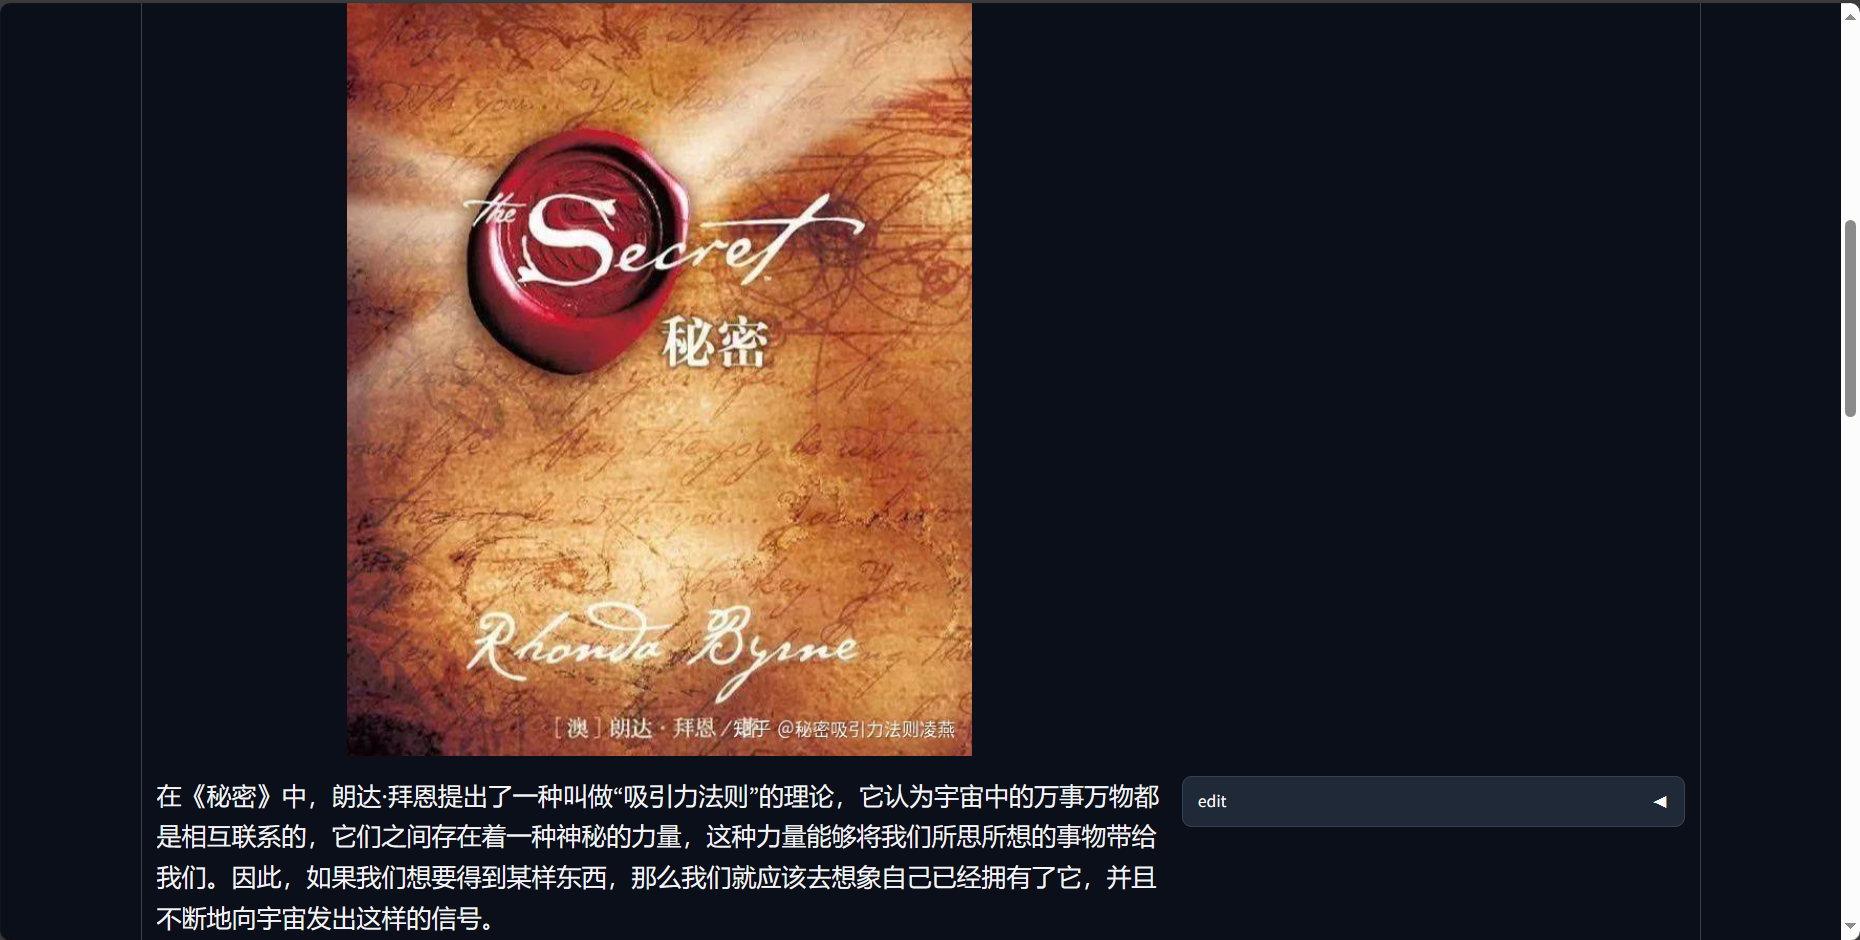 the Secret
秘密
Rhonda Byrne
［澳］朗达·拜恩／
知乎 @秘密吸引力法则凌燕
在《秘密》中，朗达·拜恩提出了一种叫做“吸引力法则”的理论，它认为宇宙中的万事万物都
是相互联系的，它们之间存在着一种神秘的力量，这种力量能够将我们所思所想的事物带给
我们。因此，如果我们想要得到某样东西，那么我们就应该去想象自己已经拥有了它，并且
不断地向宇宙发出这样的信号。
edit